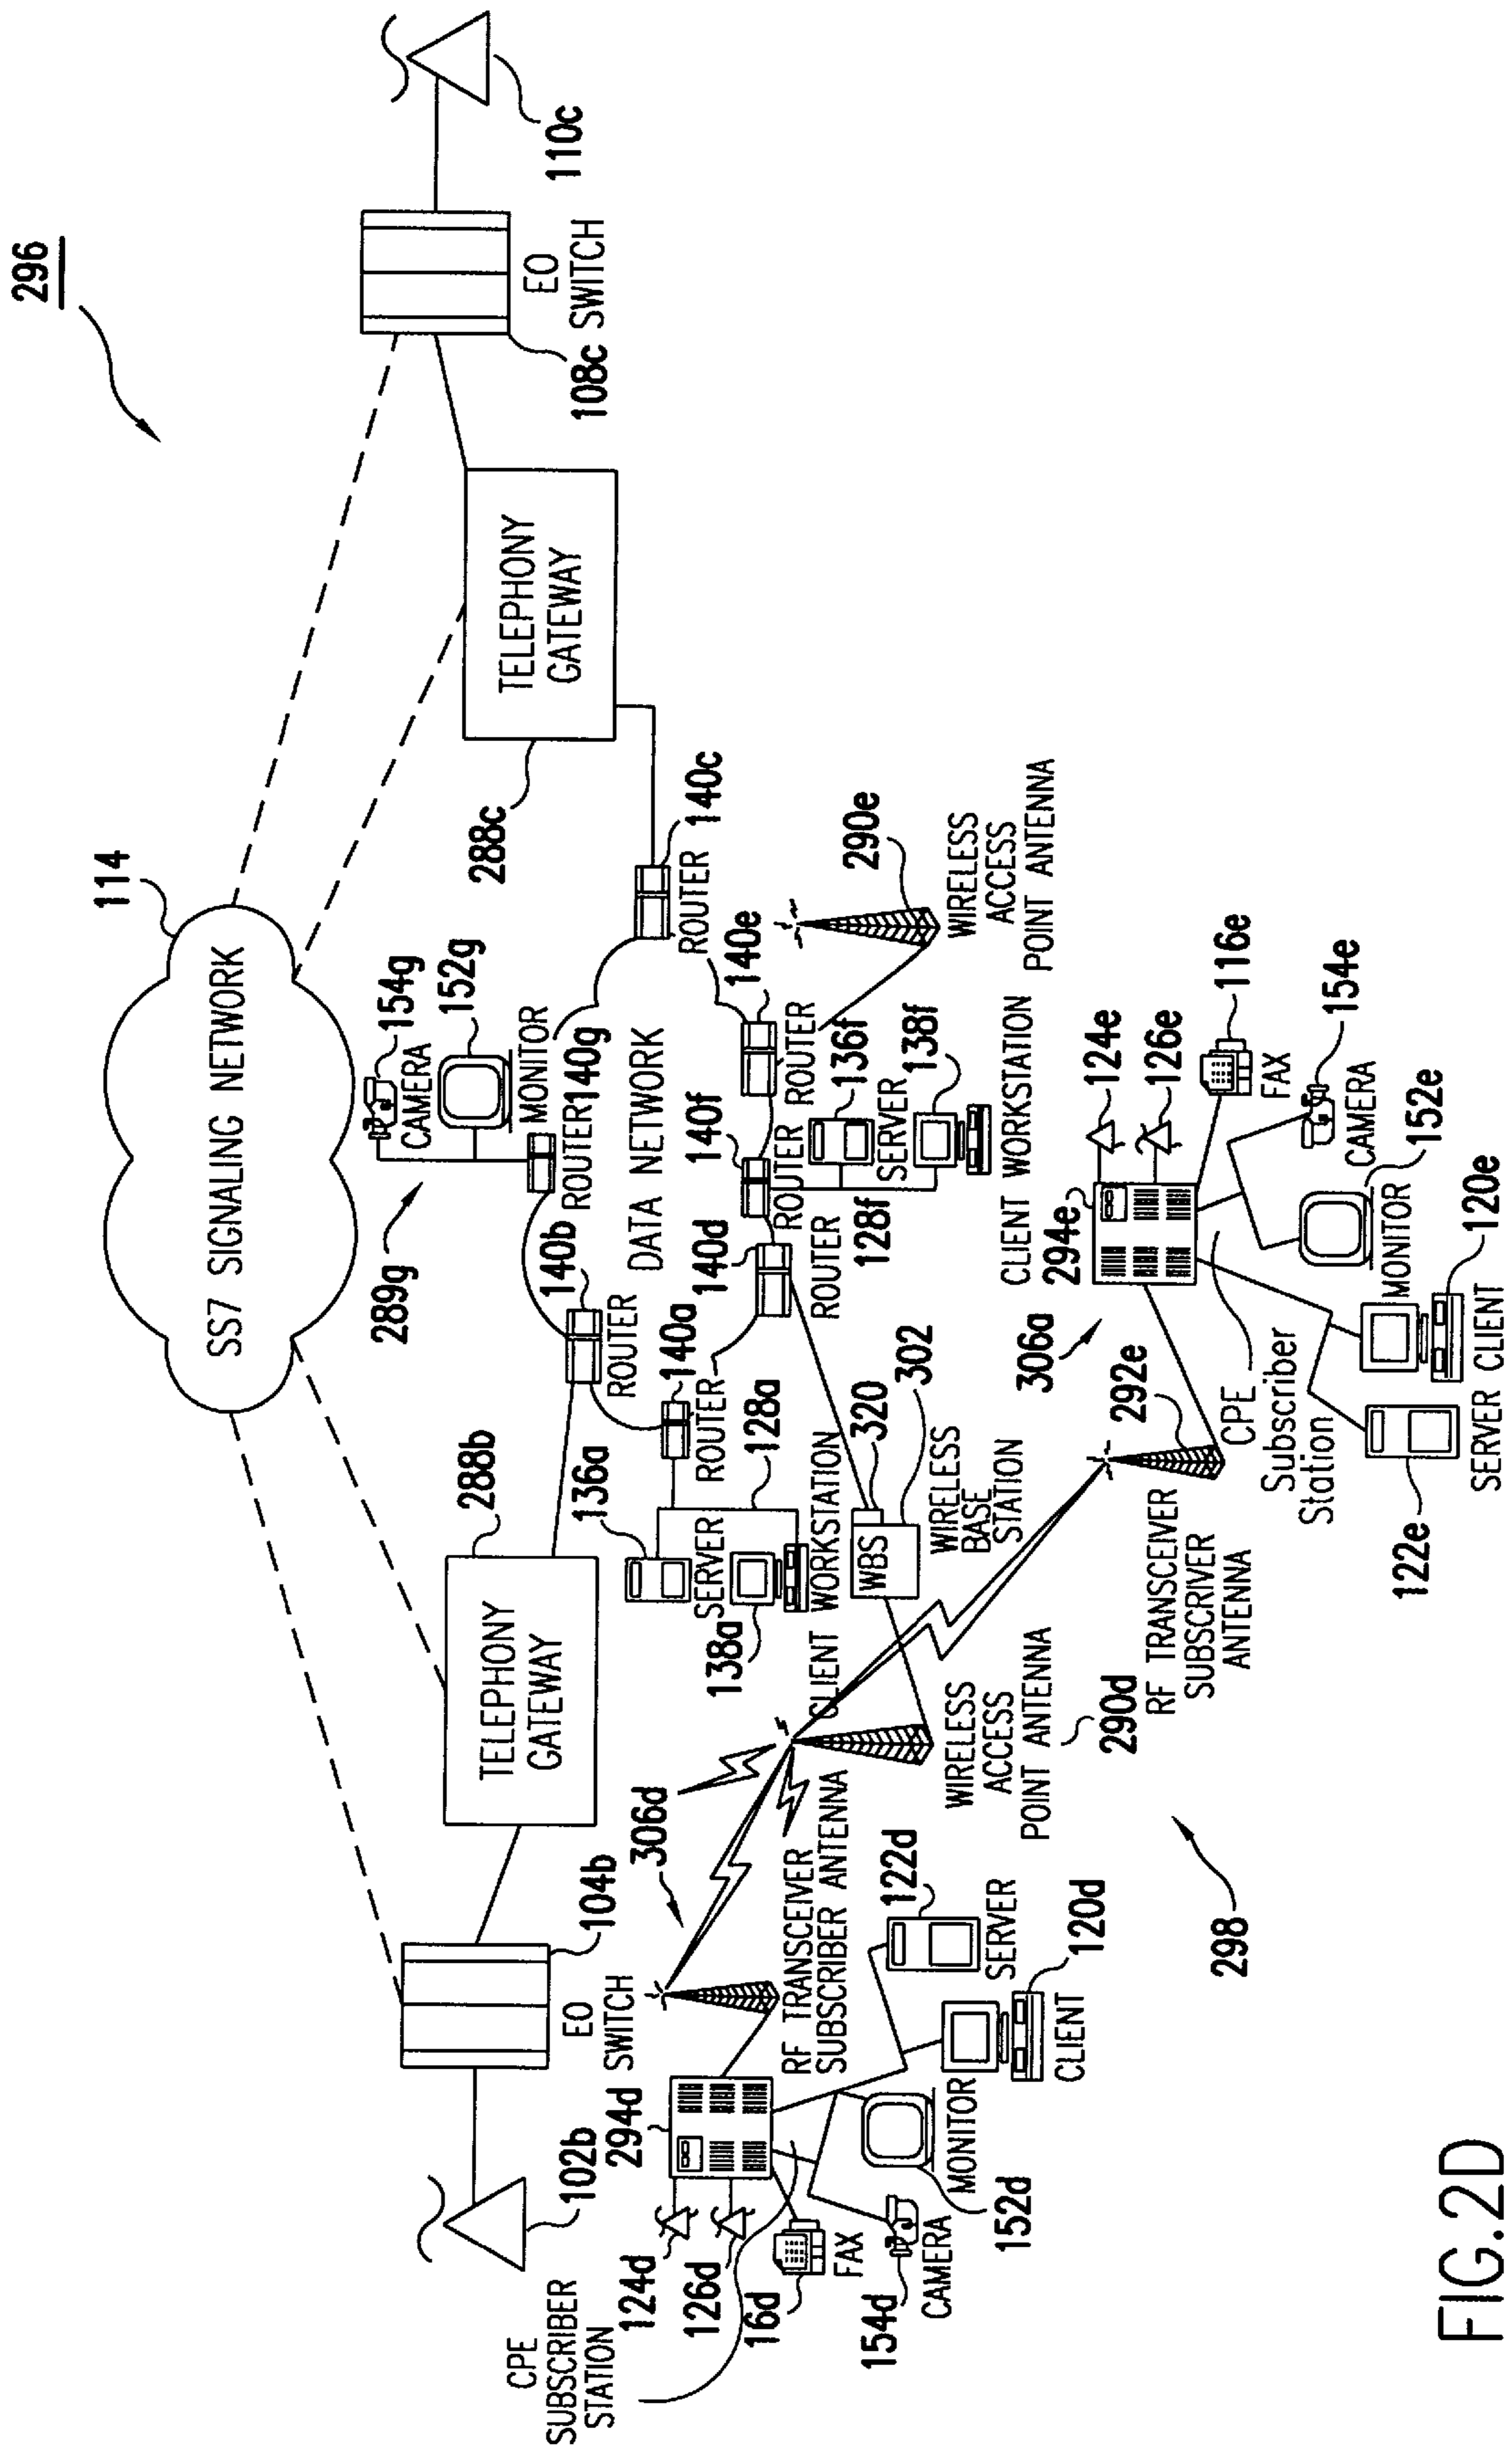 296
114
SS7 SIGNALING NETWORK
110c
EO
SWITCH
108c
104b
EO
SWITCH
102b
TELEPHONY
GATEWAY
288b
TELEPHONY
GATEWAY
288c
289g
154g
CAMERA
152g
MONITOR
ROUTER
140g
140b
ROUTER
DATA NETWORK
140c
ROUTER
140a
ROUTER
136a
SERVER
138a
128a
CLIENT WORKSTATION
140d
ROUTER
140f
ROUTER
140e
ROUTER
136f
SERVER
138f
128f
CLIENT WORKSTATION
290e
WIRELESS
ACCESS
POINT ANTENNA
WBS
320
302
WIRELESS
BASE
STATION
WIRELESS
ACCESS
POINT ANTENNA
290d
306d
RF TRANSCEIVER
SUBSCRIBER ANTENNA
CPE
SUBSCRIBER
STATION
294d
124d
126d
16d
FAX
154d
CAMERA
152d
MONITOR
122d
SERVER
120d
CLIENT
298
306a
292e
RF TRANSCEIVER
SUBSCRIVER
ANTENNA
CPE
Subscriber
Station
294e
124e
126e
116e
FAX
154e
CAMERA
152e
MONITOR
120e
CLIENT
122e
SERVER
FIG.2D